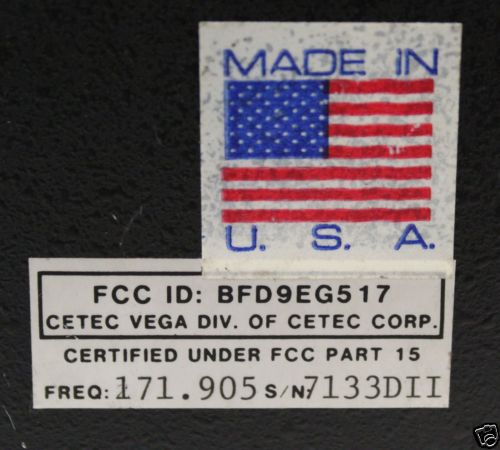 MADE IN
U. S. A.
FCC ID: BFD9EG517
CETEC VEGA DIV. OF CETEC CORP.
CERTIFIED UNDER FCC PART 15
FREQ: 171.905 S/N: 7133DII